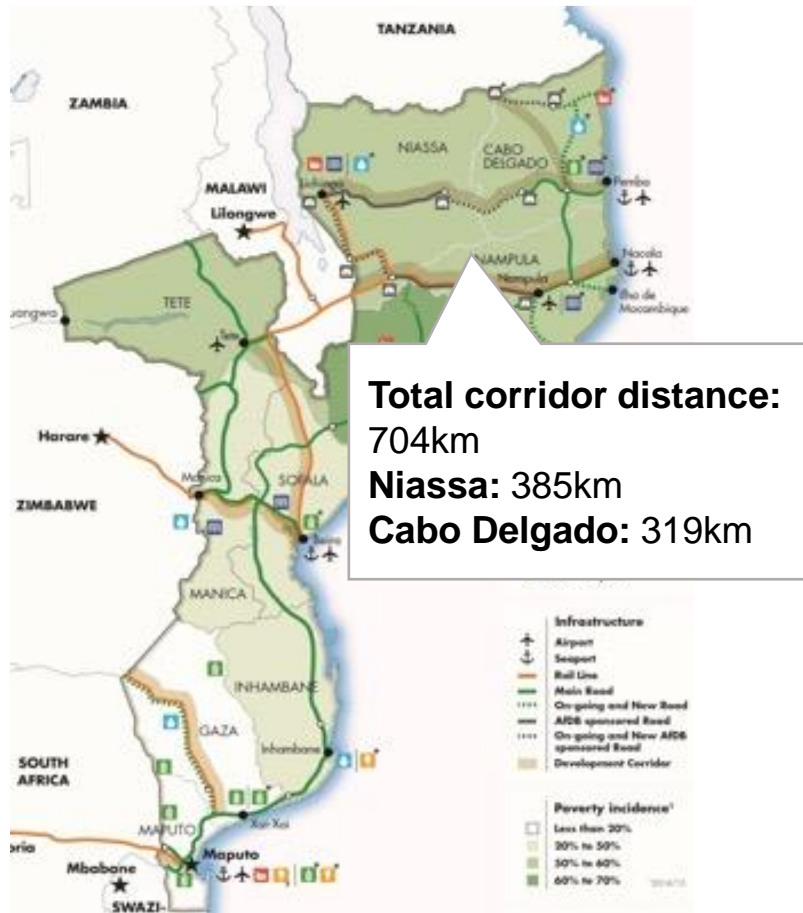 TANZANIA
ZAMBIA
NIASSA
CABO
DELGADO
MALAWI
Lilongwe
Pemba
NAMPULA
Nacala
Nampula
Ilha de
Mocambique
TETE
Tete
Total corridor distance:
704km
Niassa: 385km
Cabo Delgado: 319km
Harare
Manica
SOFALA
ZIMBABWE
Beira
MANICA
INHAMBANE
GAZA
Inhambane
SOUTH
AFRICA
Xai Xai
MAPUTO
Maputo
Mbabane
SWAZI-
Infrastructure
Airport
Seaport
Rail Line
Main Road
On-going and New Road
AfDB sponsored Road
On-going and New AfDB
sponsored Road
Development Corridor
Poverty incidence¹
Less than 20%
20% to 50%
50% to 60%
60% to 70%